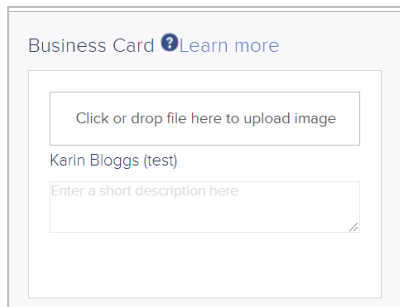 Business Card ?Learn more
Click or drop file here to upload image
Karin Bloggs (test)
Enter a short description here